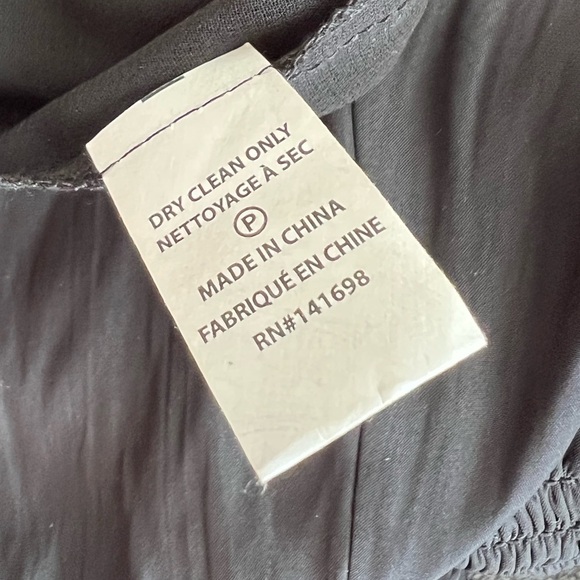 DRY CLEAN ONLY
NETTOYAGE À SEC
P
MADE IN CHINA
FABRIQUÉ EN CHINE
RN#141698